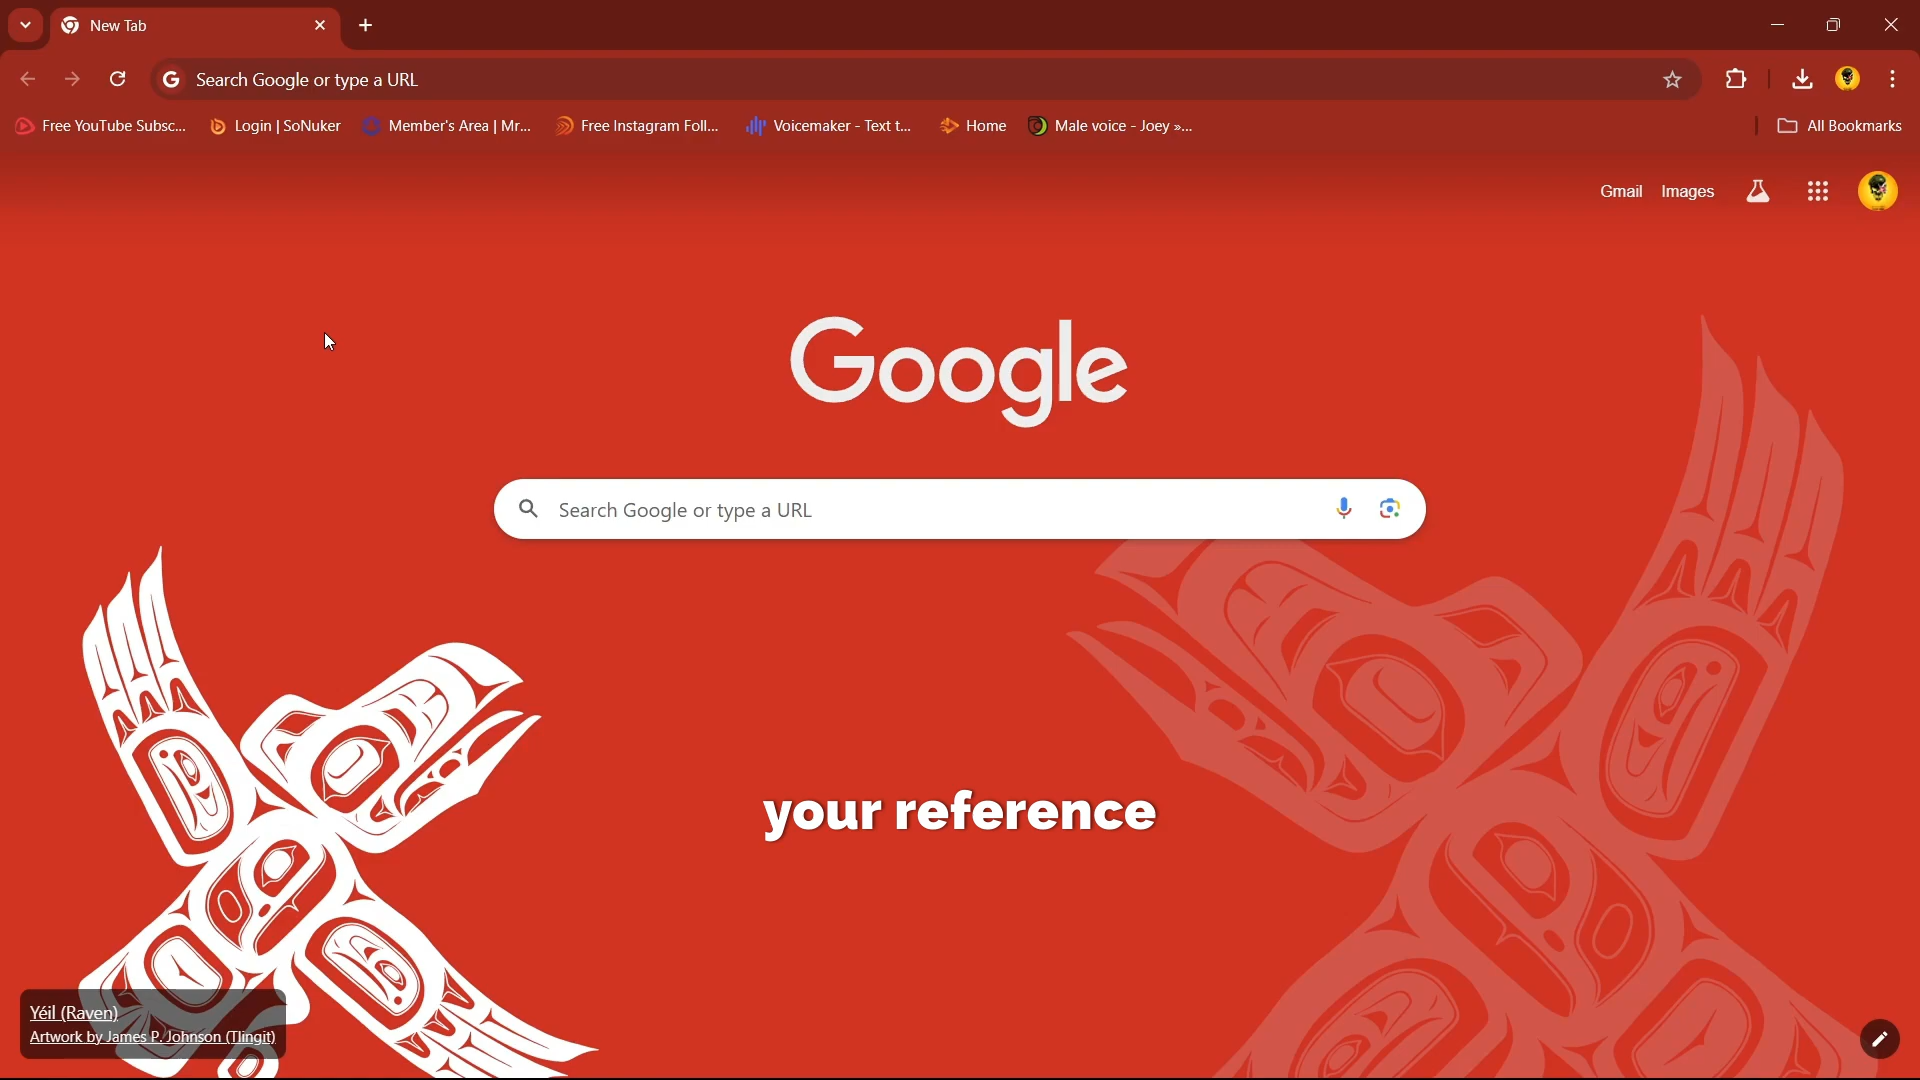 New Tab
Search Google or type a URL
Free YouTube Subsc...
Login | SoNuker
Member's Area | Mr...
Free Instagram Foll...
Voicemaker - Text t...
Home
Male voice - Joey »...
All Bookmarks
Gmail
Images
Google
Search Google or type a URL
your reference
Yéil (Raven)
Artwork by James P. Johnson (Tlingit)